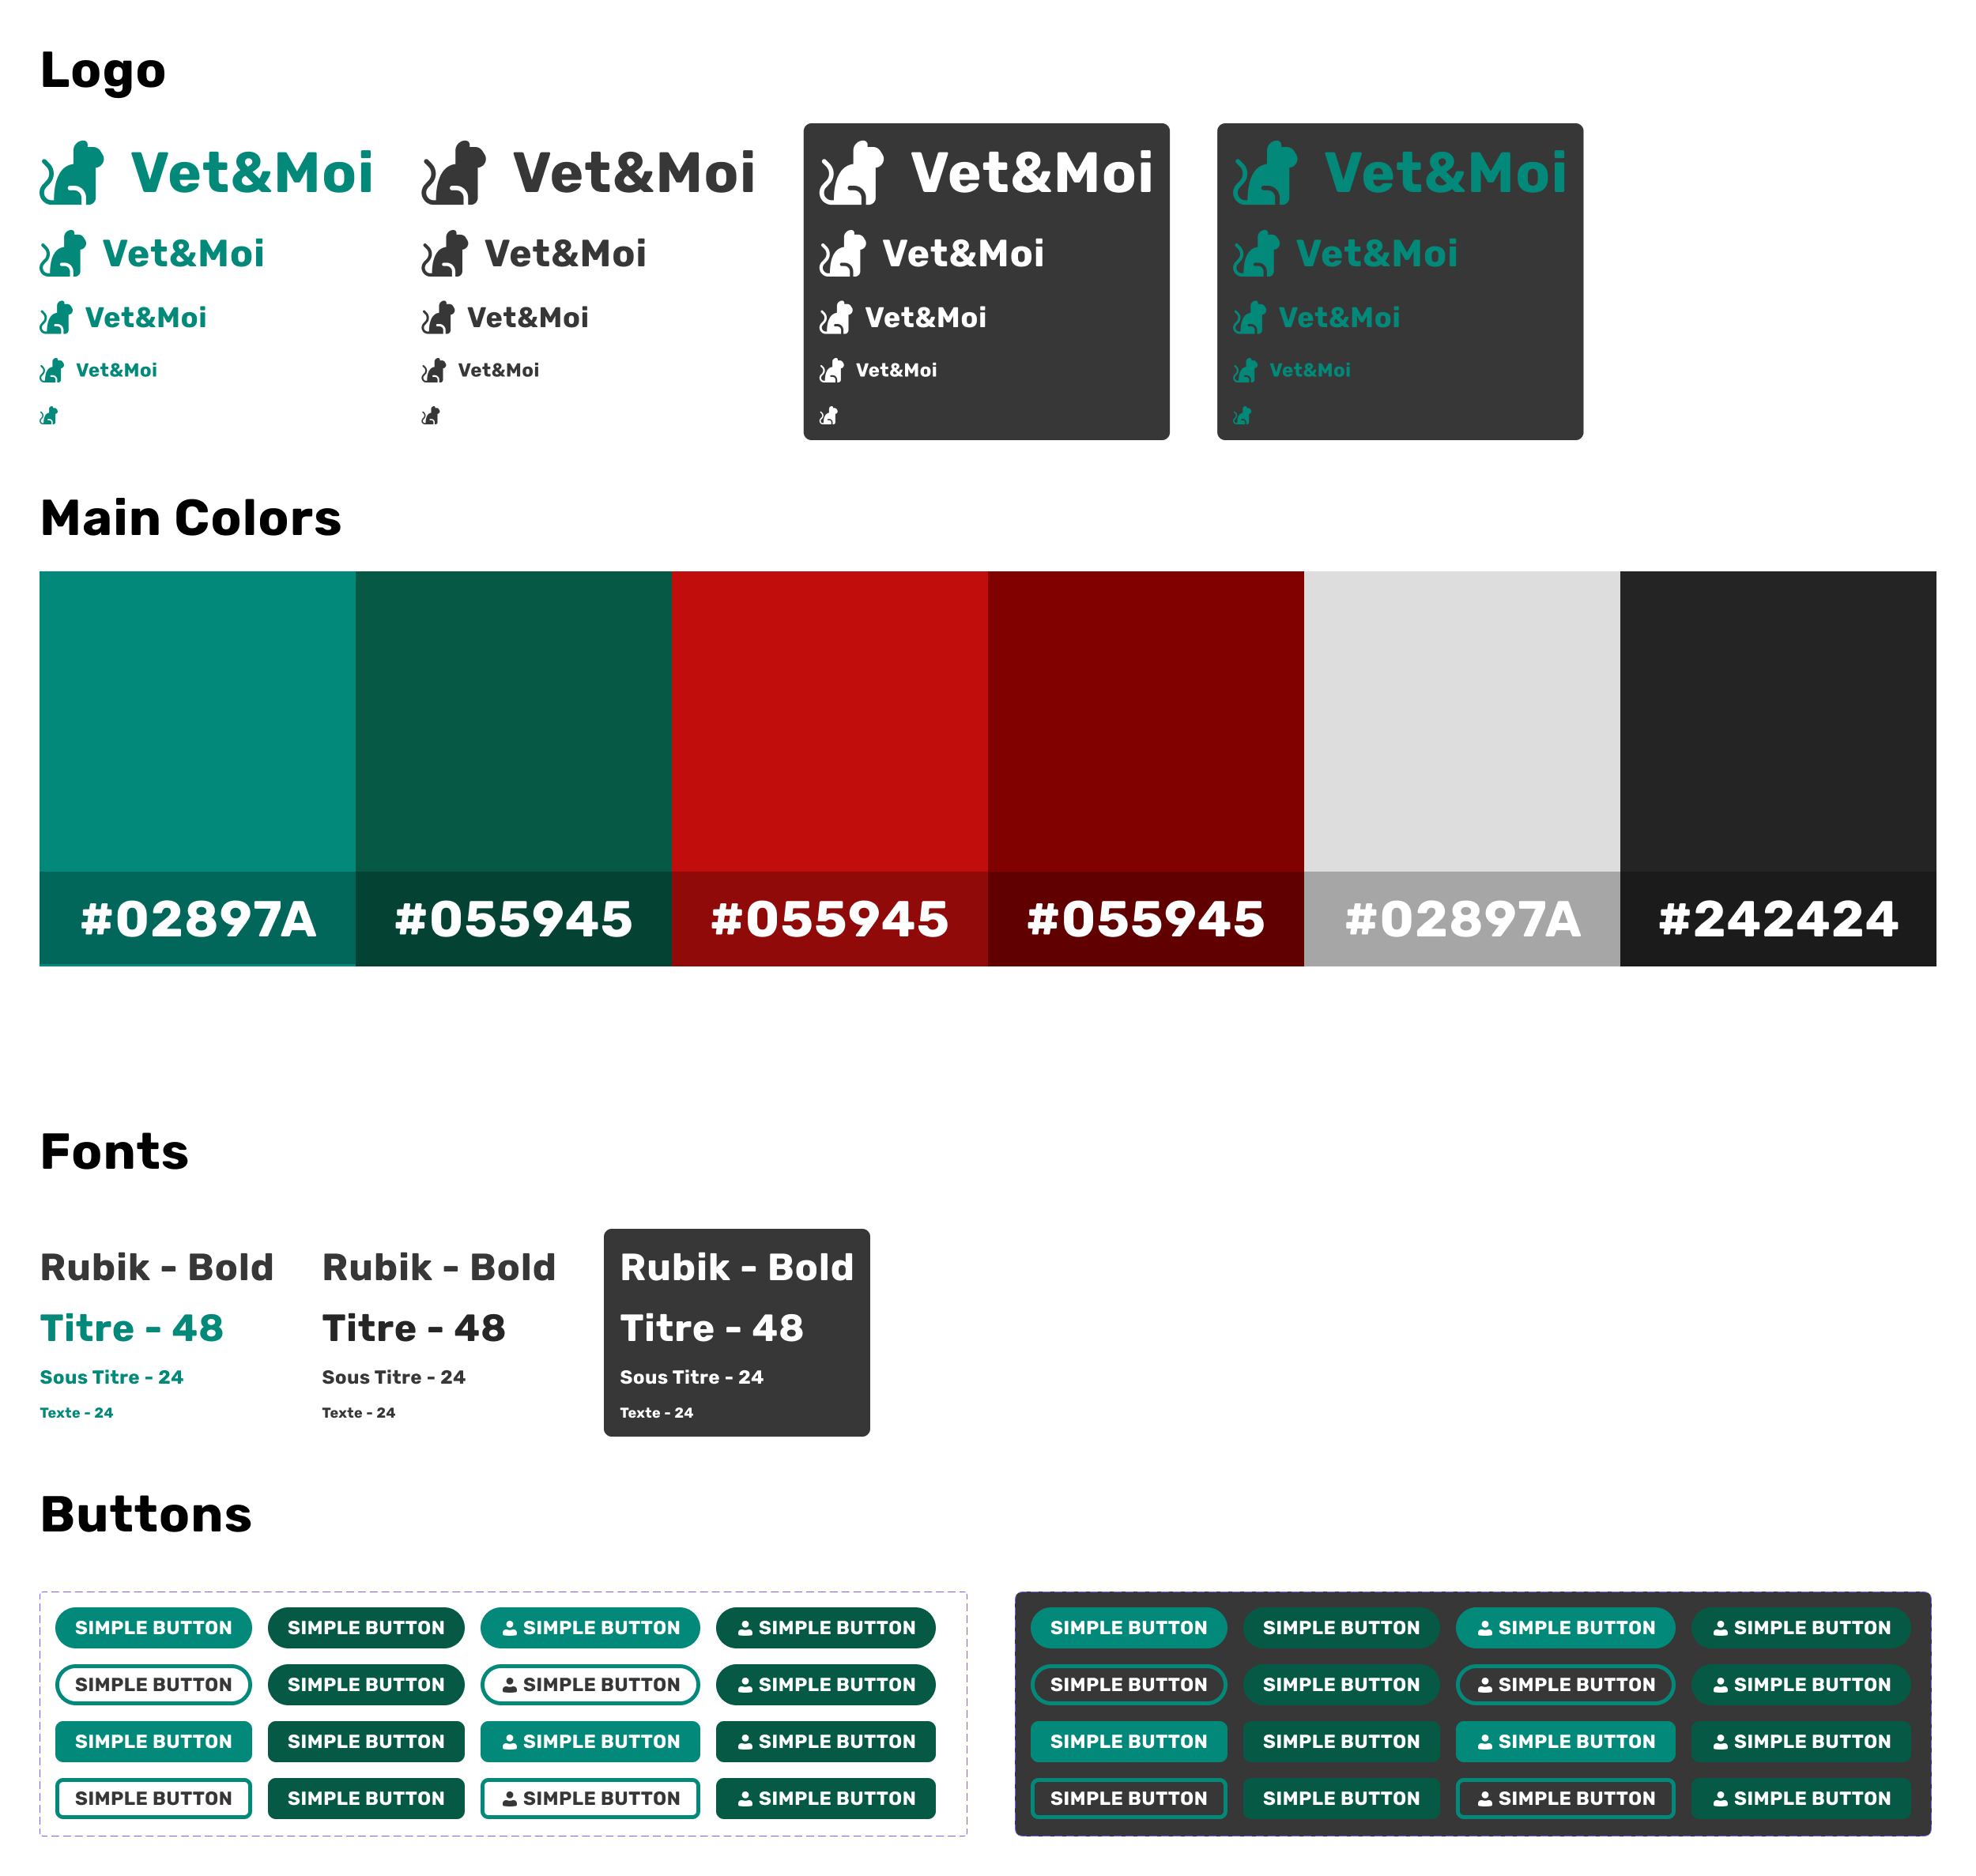 Logo
Vet&Moi Vet&Moi Vet&Moi Vet&Moi
Vet&Moi Vet&Moi Vet&Moi Vet&Moi
Vet&Moi Vet&Moi Vet&Moi Vet&Moi
Vet&Moi Vet&Moi Vet&Moi Vet&Moi
Main Colors
#02897A #055945 #055945 #055945 #02897A #242424
Fonts
Rubik - Bold Rubik - Bold Rubik - Bold
Titre - 48 Titre - 48 Titre - 48
Sous Titre - 24 Sous Titre - 24 Sous Titre - 24
Texte - 24 Texte - 24 Texte - 24
Buttons
SIMPLE BUTTON SIMPLE BUTTON SIMPLE BUTTON SIMPLE BUTTON SIMPLE BUTTON SIMPLE BUTTON SIMPLE BUTTON SIMPLE BUTTON
SIMPLE BUTTON SIMPLE BUTTON SIMPLE BUTTON SIMPLE BUTTON SIMPLE BUTTON SIMPLE BUTTON SIMPLE BUTTON SIMPLE BUTTON
SIMPLE BUTTON SIMPLE BUTTON SIMPLE BUTTON SIMPLE BUTTON SIMPLE BUTTON SIMPLE BUTTON SIMPLE BUTTON SIMPLE BUTTON
SIMPLE BUTTON SIMPLE BUTTON SIMPLE BUTTON SIMPLE BUTTON SIMPLE BUTTON SIMPLE BUTTON SIMPLE BUTTON SIMPLE BUTTON